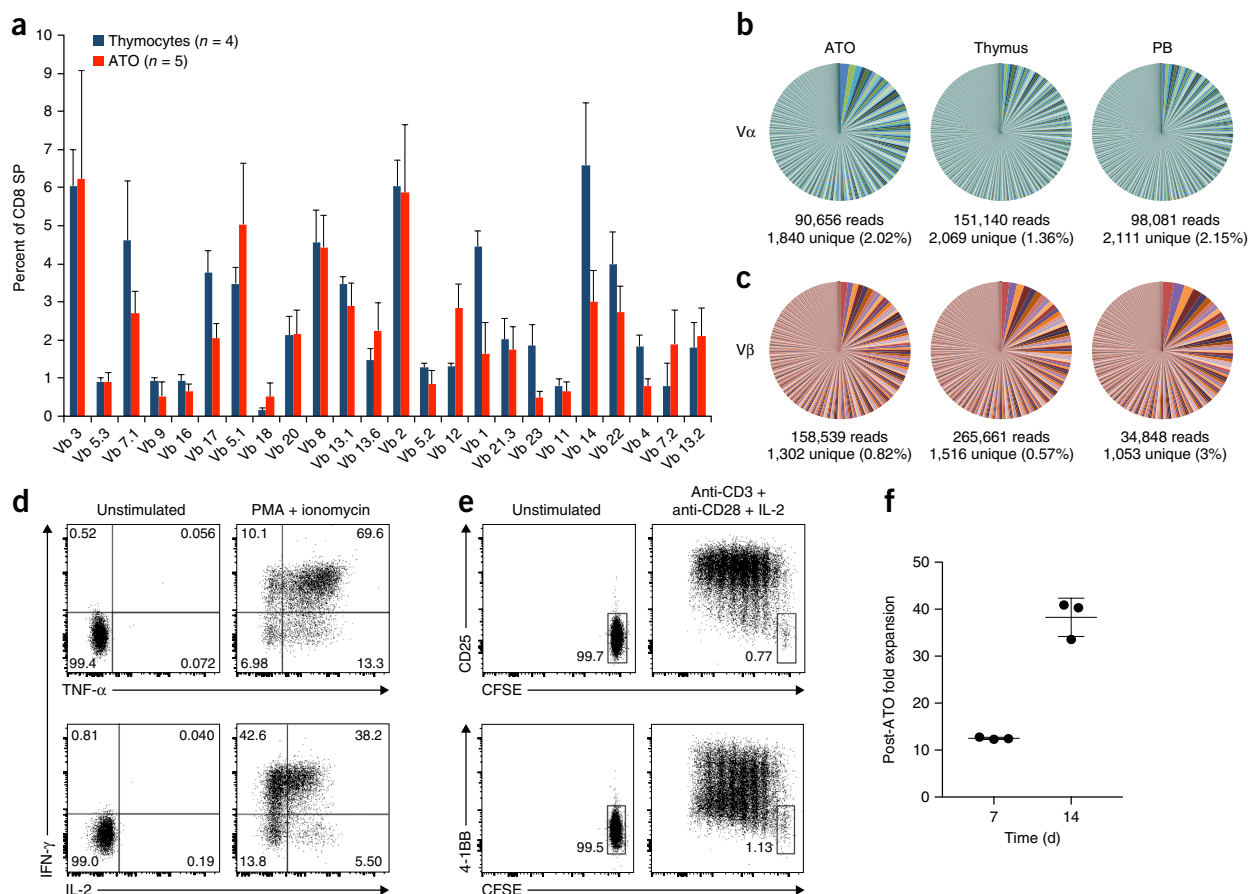 a
10
9
8
7
6
5
4
3
2
1
0
Percent of CD8 SP
Thymocytes (n = 4)
ATO (n = 5)
Vb 3
Vb 5.3
Vb 7.1
Vb 9
Vb 16
Vb 17
Vb 5.1
Vb 18
Vb 20
Vb 8
Vb 13.1
Vb 13.6
Vb 2
Vb 5.2
Vb 12
Vb 1
Vb 21.3
Vb 23
Vb 11
Vb 14
Vb 22
Vb 4
Vb 7.2
Vb 13.2
b
ATO
Thymus
PB
Vα
90,656 reads
1,840 unique (2.02%)
151,140 reads
2,069 unique (1.36%)
98,081 reads
2,111 unique (2.15%)
c
Vβ
158,539 reads
1,302 unique (0.82%)
265,661 reads
1,516 unique (0.57%)
34,848 reads
1,053 unique (3%)
d
Unstimulated
PMA + ionomycin
0.52
0.056
99.4
0.072
10.1
69.6
6.98
13.3
TNF-α
0.81
0.040
99.0
0.19
42.6
38.2
13.8
5.50
IFN-γ
IL-2
e
Unstimulated
Anti-CD3 +
anti-CD28 + IL-2
CD25
99.7
0.77
CFSE
4-1BB
99.5
1.13
CFSE
f
50
40
30
20
10
0
Post-ATO fold expansion
7
14
Time (d)